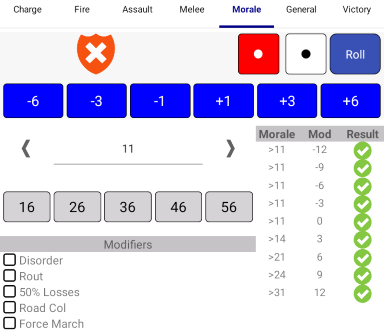 Charge Fire Assault Melee Morale General Victory
Roll
-6 -3 -1 +1 +3 +6
11
16 26 36 46 56
Modifiers
Disorder
Rout
50% Losses
Road Col
Force March
Morale Mod Result
>11 -12
>11 -9
>11 -6
>11 -3
>11 0
>14 3
>21 6
>24 9
>31 12